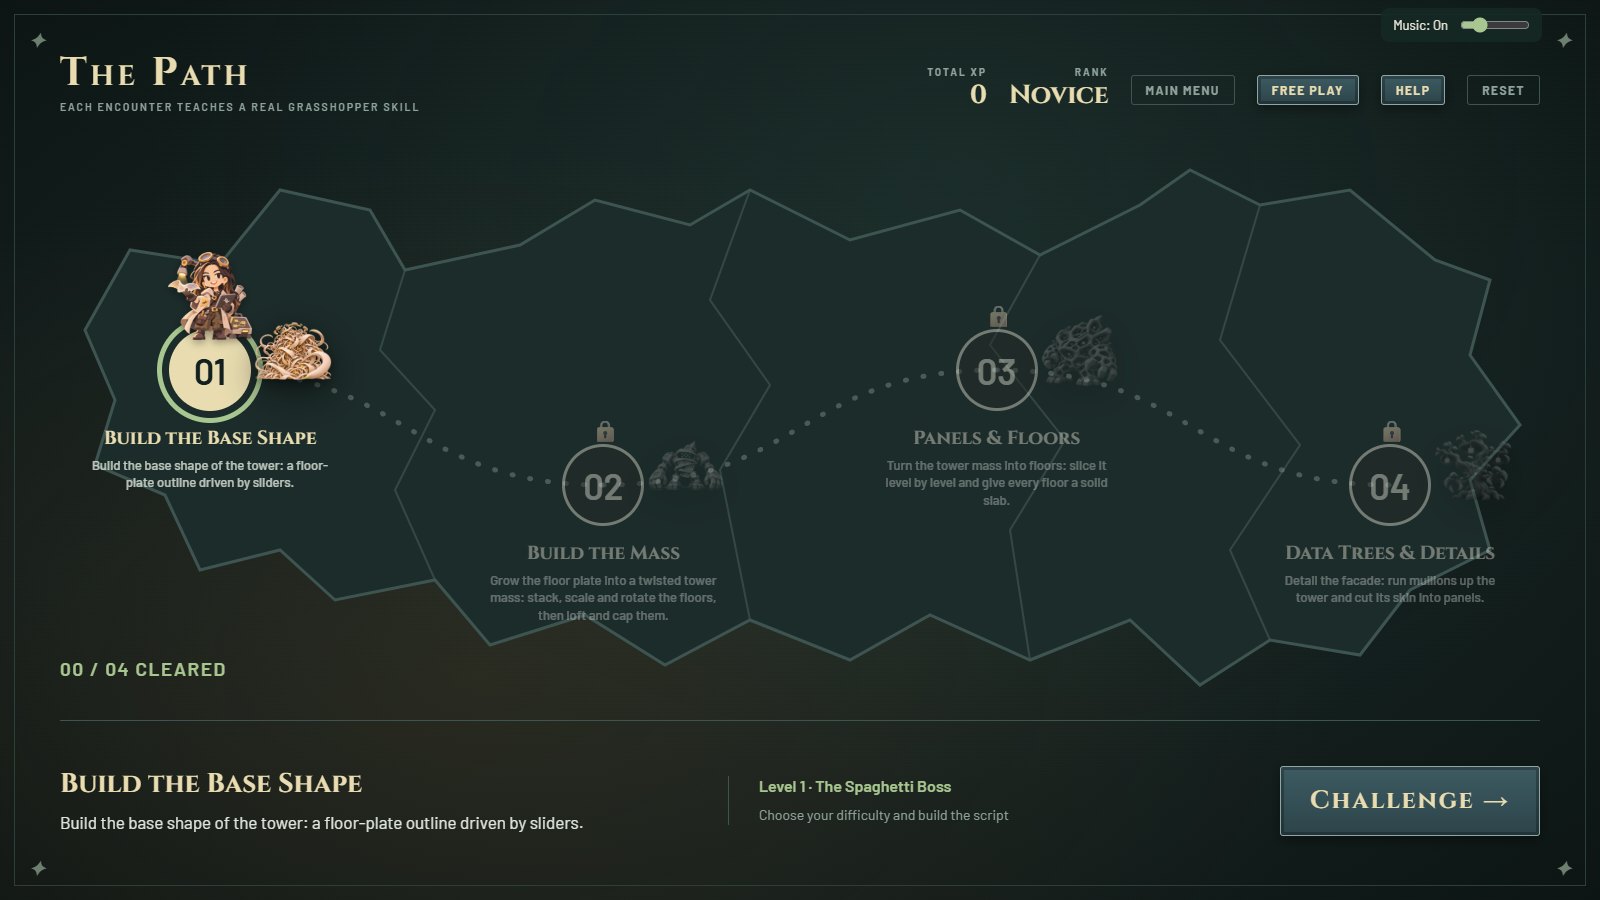 Music: On
The Path
EACH ENCOUNTER TEACHES A REAL GRASSHOPPER SKILL
TOTAL XP
0
RANK
Novice
MAIN MENU
FREE PLAY
HELP
RESET
01
Build the Base Shape
Build the base shape of the tower: a floor-
plate outline driven by sliders.
02
Build the Mass
Grow the floor plate into a twisted tower
mass: stack, scale and rotate the floors,
then loft and cap them.
03
Panels & Floors
Turn the tower mass into floors: slice it
level by level and give every floor a solid
slab.
04
Data Trees & Details
Detail the facade: run mullions up the
tower and cut its skin into panels.
00 / 04 CLEARED
Build the Base Shape
Build the base shape of the tower: a floor-plate outline driven by sliders.
Level 1 · The Spaghetti Boss
Choose your difficulty and build the script
Challenge →